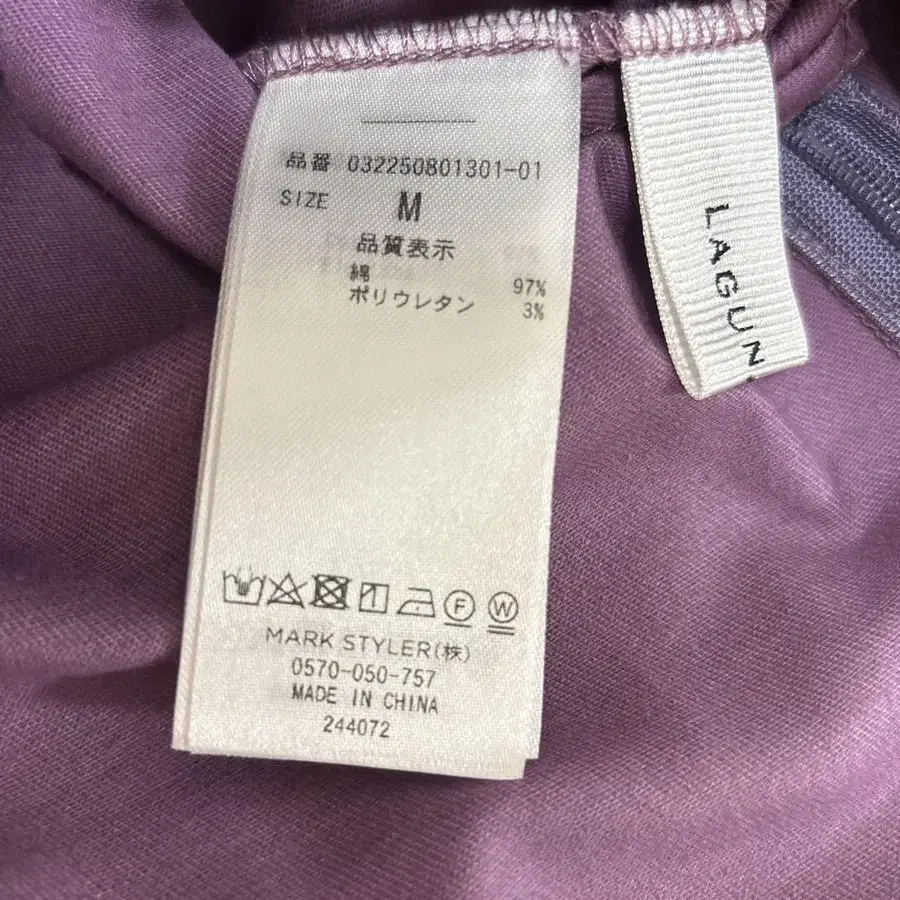 品番 032250801301-01
SIZE M
品質表示
綿 97%
ポリウレタン 3%
F W
MARK STYLER(株)
0570-050-757
MADE IN CHINA
244072
LAGUN